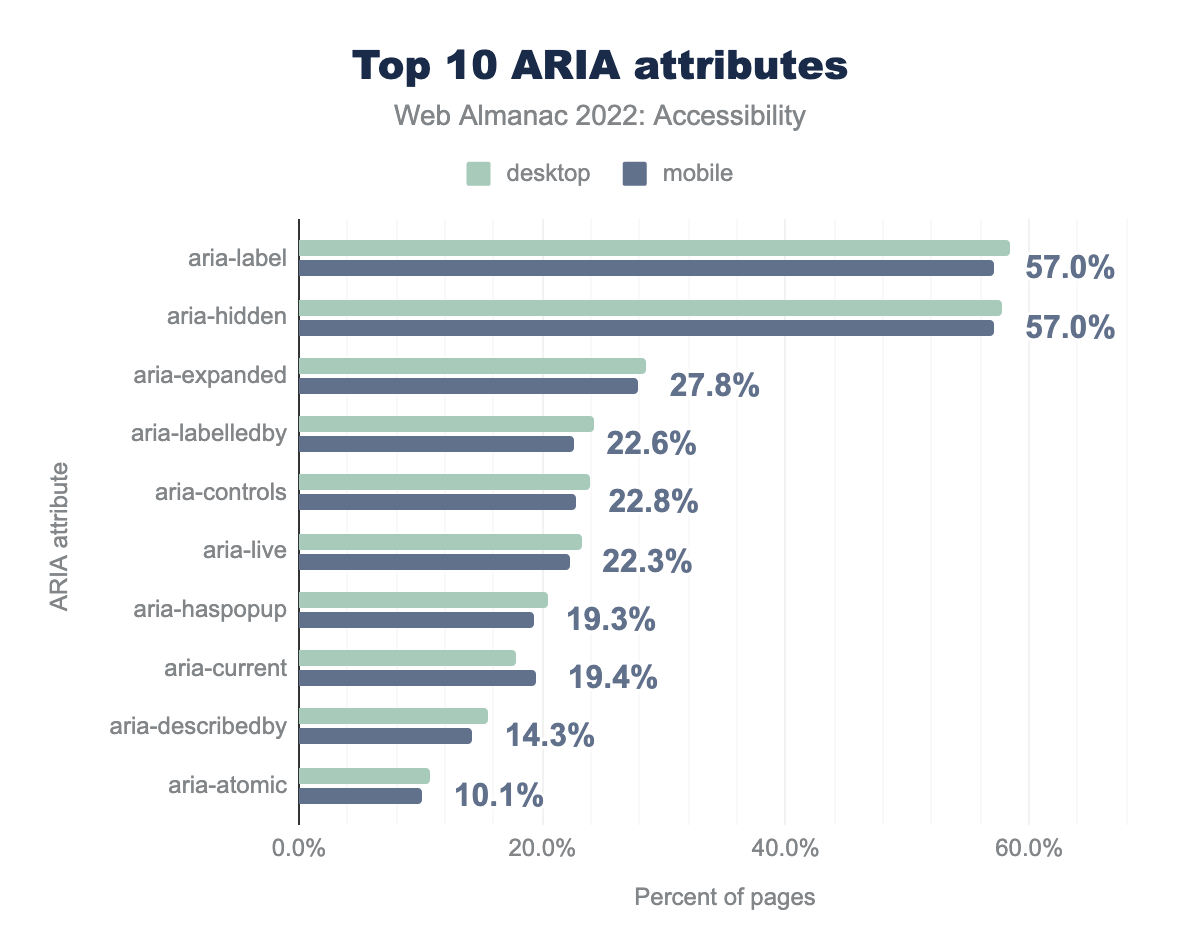 Top 10 ARIA attributes
Web Almanac 2022: Accessibility
desktop mobile
ARIA attribute
aria-label 57.0%
aria-hidden 57.0%
aria-expanded 27.8%
aria-labelledby 22.6%
aria-controls 22.8%
aria-live 22.3%
aria-haspopup 19.3%
aria-current 19.4%
aria-describedby 14.3%
aria-atomic 10.1%
0.0% 20.0% 40.0% 60.0%
Percent of pages